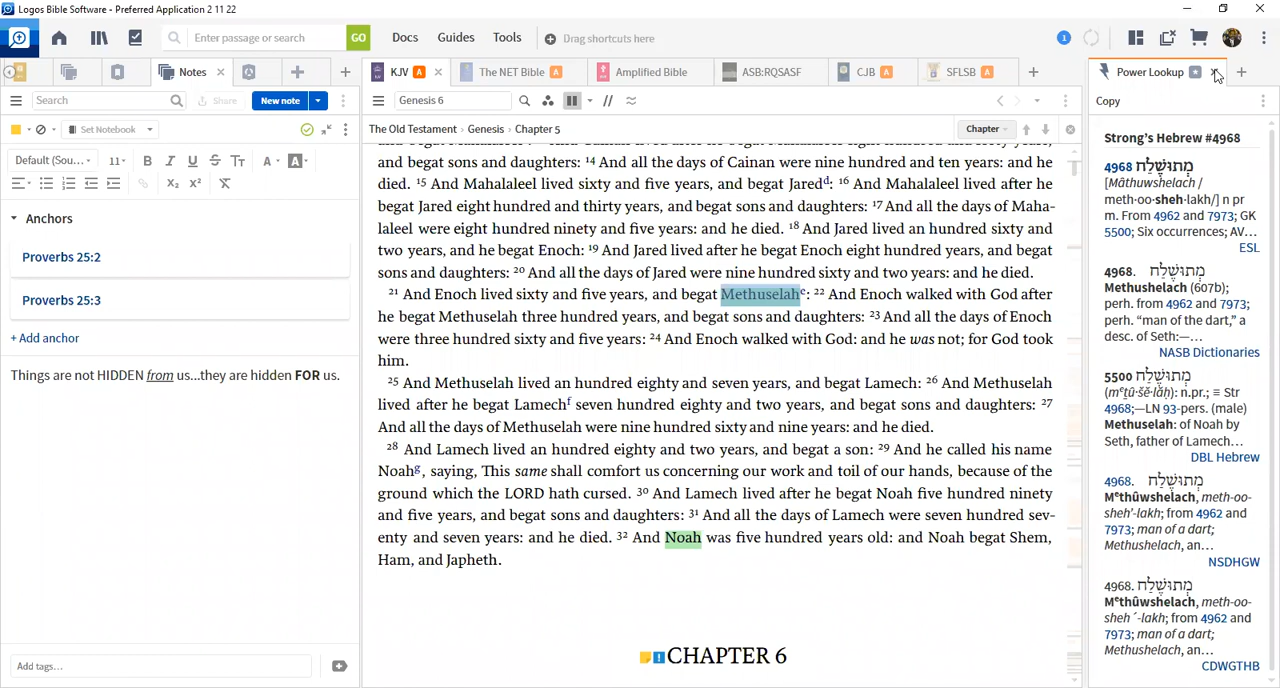 Logos Bible Software - Preferred Application 2 11 22
Enter passage or search
GO
Docs
Guides
Tools
Drag shortcuts here
1
Notes
KJV A
The NET Bible A
Amplified Bible
ASB:RQSASF
CJB A
SFLSB A
Power Lookup
Search
Share
New note
Genesis 6
Copy
Set Notebook
The Old Testament › Genesis › Chapter 5
Chapter
Default (Sou...
11
B I U S Tт A A
X₂ X²
Anchors
Proverbs 25:2
Proverbs 25:3
+ Add anchor
Things are not HIDDEN from us...they are hidden FOR us.
Add tags...
and begat sons and daughters: 14 And all the days of Cainan were nine hundred and ten years: and he
died. 15 And Mahalaleel lived sixty and five years, and begat Jaredd: 16 And Mahalaleel lived after he
begat Jared eight hundred and thirty years, and begat sons and daughters: 17 And all the days of Maha-
laleel were eight hundred ninety and five years: and he died. 18 And Jared lived an hundred sixty and
two years, and he begat Enoch: 19 And Jared lived after he begat Enoch eight hundred years, and begat
sons and daughters: 20 And all the days of Jared were nine hundred sixty and two years: and he died.
21 And Enoch lived sixty and five years, and begat Methuselahe: 22 And Enoch walked with God after
he begat Methuselah three hundred years, and begat sons and daughters: 23 And all the days of Enoch
were three hundred sixty and five years: 24 And Enoch walked with God: and he was not; for God took
him.
25 And Methuselah lived an hundred eighty and seven years, and begat Lamech: 26 And Methuselah
lived after he begat Lamechf seven hundred eighty and two years, and begat sons and daughters: 27
And all the days of Methuselah were nine hundred sixty and nine years: and he died.
28 And Lamech lived an hundred eighty and two years, and begat a son: 29 And he called his name
Noahg, saying, This same shall comfort us concerning our work and toil of our hands, because of the
ground which the LORD hath cursed. 30 And Lamech lived after he begat Noah five hundred ninety
and five years, and begat sons and daughters: 31 And all the days of Lamech were seven hundred sev-
enty and seven years: and he died. 32 And Noah was five hundred years old: and Noah begat Shem,
Ham, and Japheth.
CHAPTER 6
Strong's Hebrew #4968
4968 מְתוּשֶׁלַח
[Mâthuwshelach /
meth·oo·sheh·lakh/] n pr
m. From 4962 and 7973; GK
5500; Six occurrences; AV...
ESL
4968. מְתוּשֶׁלַח
Methushelach (607b);
perh. from 4962 and 7973;
perh. "man of the dart," a
desc. of Seth:—...
NASB Dictionaries
5500 מְתוּשֶׁלַח
(mᵉṯû·šě·lǎḥ): n.pr.; ≡ Str
4968;—LN 93-pers. (male)
Methuselah: of Noah by
Seth, father of Lamech...
DBL Hebrew
4968. מְתוּשֶׁלַח
Mᵉthûwshelach, meth-oo-
sheh'-lakh; from 4962 and
7973; man of a dart;
Methushelach, an...
NSDHGW
4968. מְתוּשֶׁלַח
Mᵉthûwshelach, meth-oo-
sheh´-lakh; from 4962 and
7973; man of a dart;
Methushelach, an...
CDWGTHB